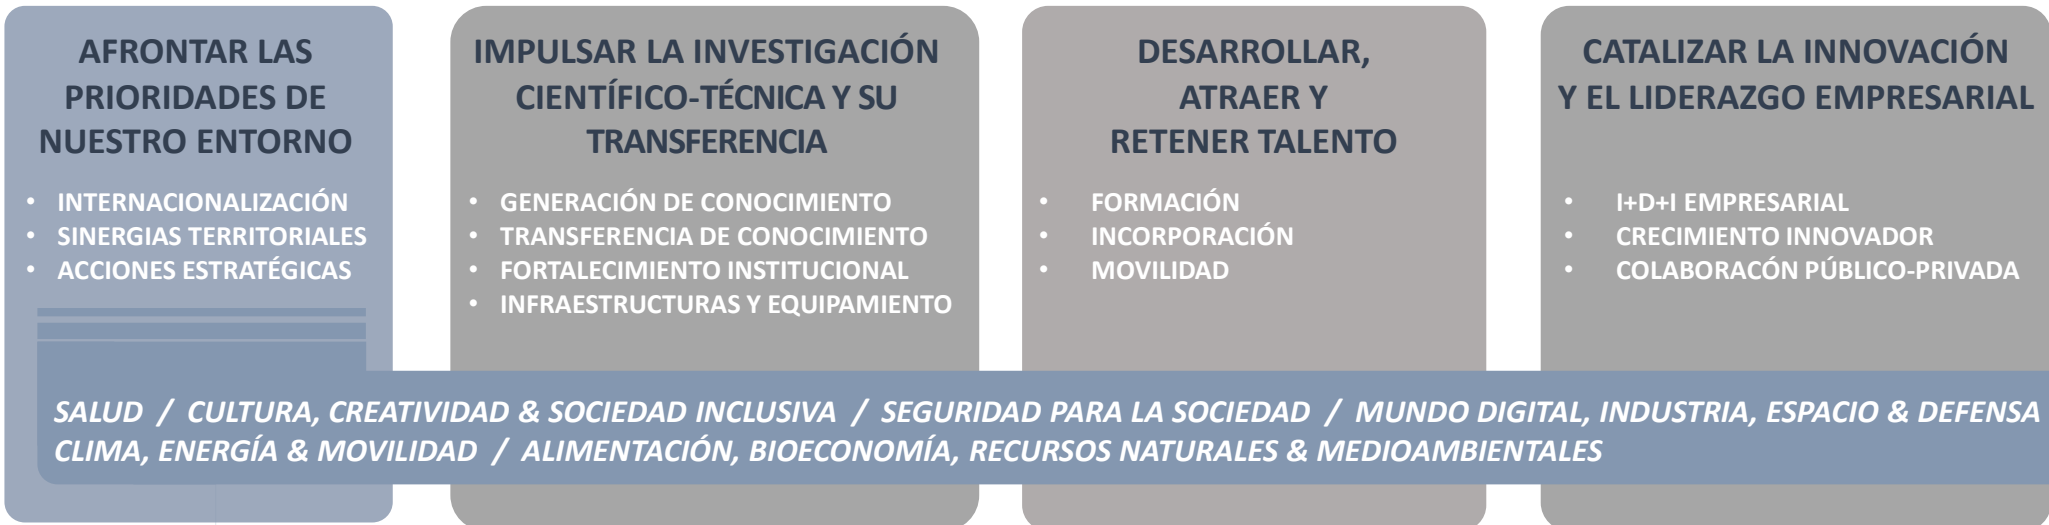 AFRONTAR LAS
PRIORIDADES DE
NUESTRO ENTORNO
• INTERNACIONALIZACIÓN
• SINERGIAS TERRITORIALES
• ACCIONES ESTRATÉGICAS
IMPULSAR LA INVESTIGACIÓN
CIENTÍFICO-TÉCNICA Y SU
TRANSFERENCIA
• GENERACIÓN DE CONOCIMIENTO
• TRANSFERENCIA DE CONOCIMIENTO
• FORTALECIMIENTO INSTITUCIONAL
• INFRAESTRUCTURAS Y EQUIPAMIENTO
DESARROLLAR,
ATRAER Y
RETENER TALENTO
• FORMACIÓN
• INCORPORACIÓN
• MOVILIDAD
CATALIZAR LA INNOVACIÓN
Y EL LIDERAZGO EMPRESARIAL
• I+D+I EMPRESARIAL
• CRECIMIENTO INNOVADOR
• COLABORACÓN PÚBLICO-PRIVADA
SALUD / CULTURA, CREATIVIDAD & SOCIEDAD INCLUSIVA / SEGURIDAD PARA LA SOCIEDAD / MUNDO DIGITAL, INDUSTRIA, ESPACIO & DEFENSA
CLIMA, ENERGÍA & MOVILIDAD / ALIMENTACIÓN, BIOECONOMÍA, RECURSOS NATURALES & MEDIOAMBIENTALES